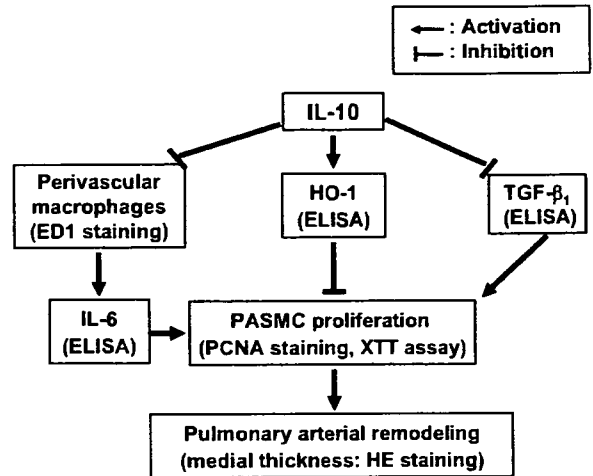 : Activation
: Inhibition
IL-10
Perivascular
macrophages
(ED1 staining)
HO-1
(ELISA)
TGF-β₁
(ELISA)
IL-6
(ELISA)
PASMC proliferation
(PCNA staining, XTT assay)
Pulmonary arterial remodeling
(medial thickness: HE staining)